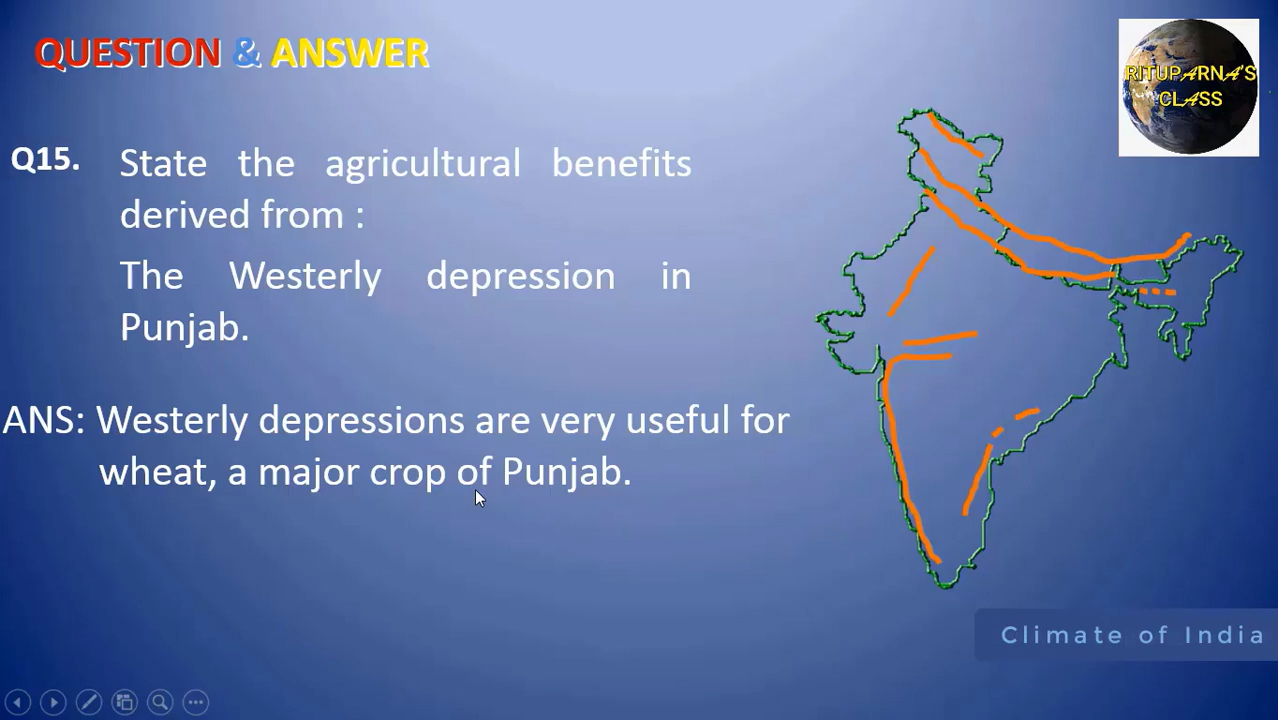 QUESTION & ANSWER
RITUPARNA'S
CLASS
Q15. State the agricultural benefits
derived from :
The Westerly depression in
Punjab.
ANS: Westerly depressions are very useful for
wheat, a major crop of Punjab.
Climate of India